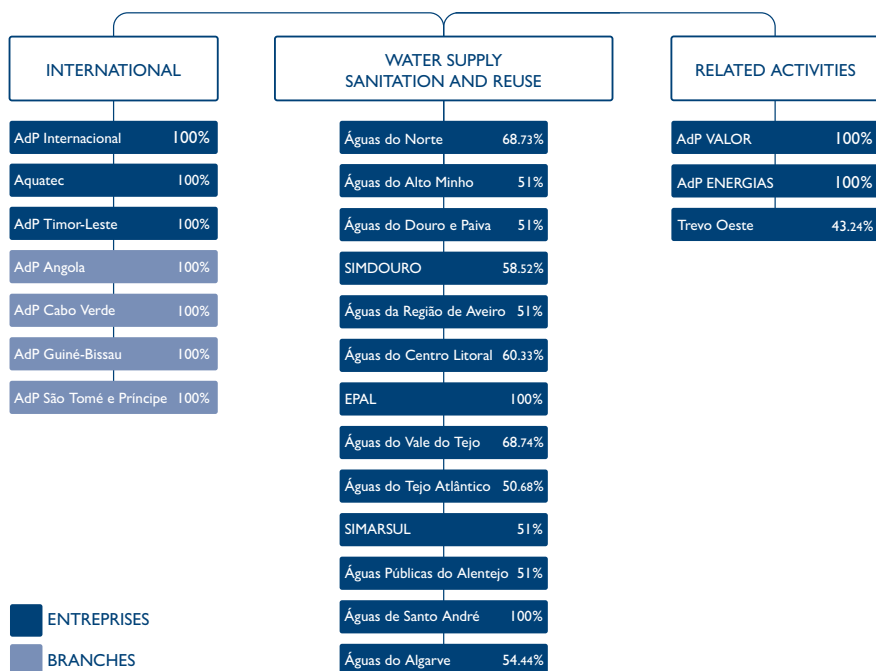 INTERNATIONAL
AdP Internacional 100%
Aquatec 100%
AdP Timor-Leste 100%
AdP Angola 100%
AdP Cabo Verde 100%
AdP Guiné-Bissau 100%
AdP São Tomé e Príncipe 100%
WATER SUPPLY
SANITATION AND REUSE
Águas do Norte 68.73%
Águas do Alto Minho 51%
Águas do Douro e Paiva 51%
SIMDOURO 58.52%
Águas da Região de Aveiro 51%
Águas do Centro Litoral 60.33%
EPAL 100%
Águas do Vale do Tejo 68.74%
Águas do Tejo Atlântico 50.68%
SIMARSUL 51%
Águas Públicas do Alentejo 51%
Águas de Santo André 100%
Águas do Algarve 54.44%
RELATED ACTIVITIES
AdP VALOR 100%
AdP ENERGIAS 100%
Trevo Oeste 43.24%
ENTREPRISES
BRANCHES